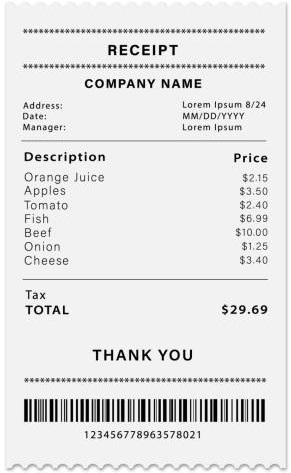 ************************************************
RECEIPT
************************************************
COMPANY NAME
Address: Lorem Ipsum 8/24
Date: MM/DD/YYYY
Manager: Lorem Ipsum
Description Price
Orange Juice $2.15
Apples $3.50
Tomato $2.40
Fish $6.99
Beef $10.00
Onion $1.25
Cheese $3.40
Tax
TOTAL $29.69
THANK YOU
************************************************
123456778963578021